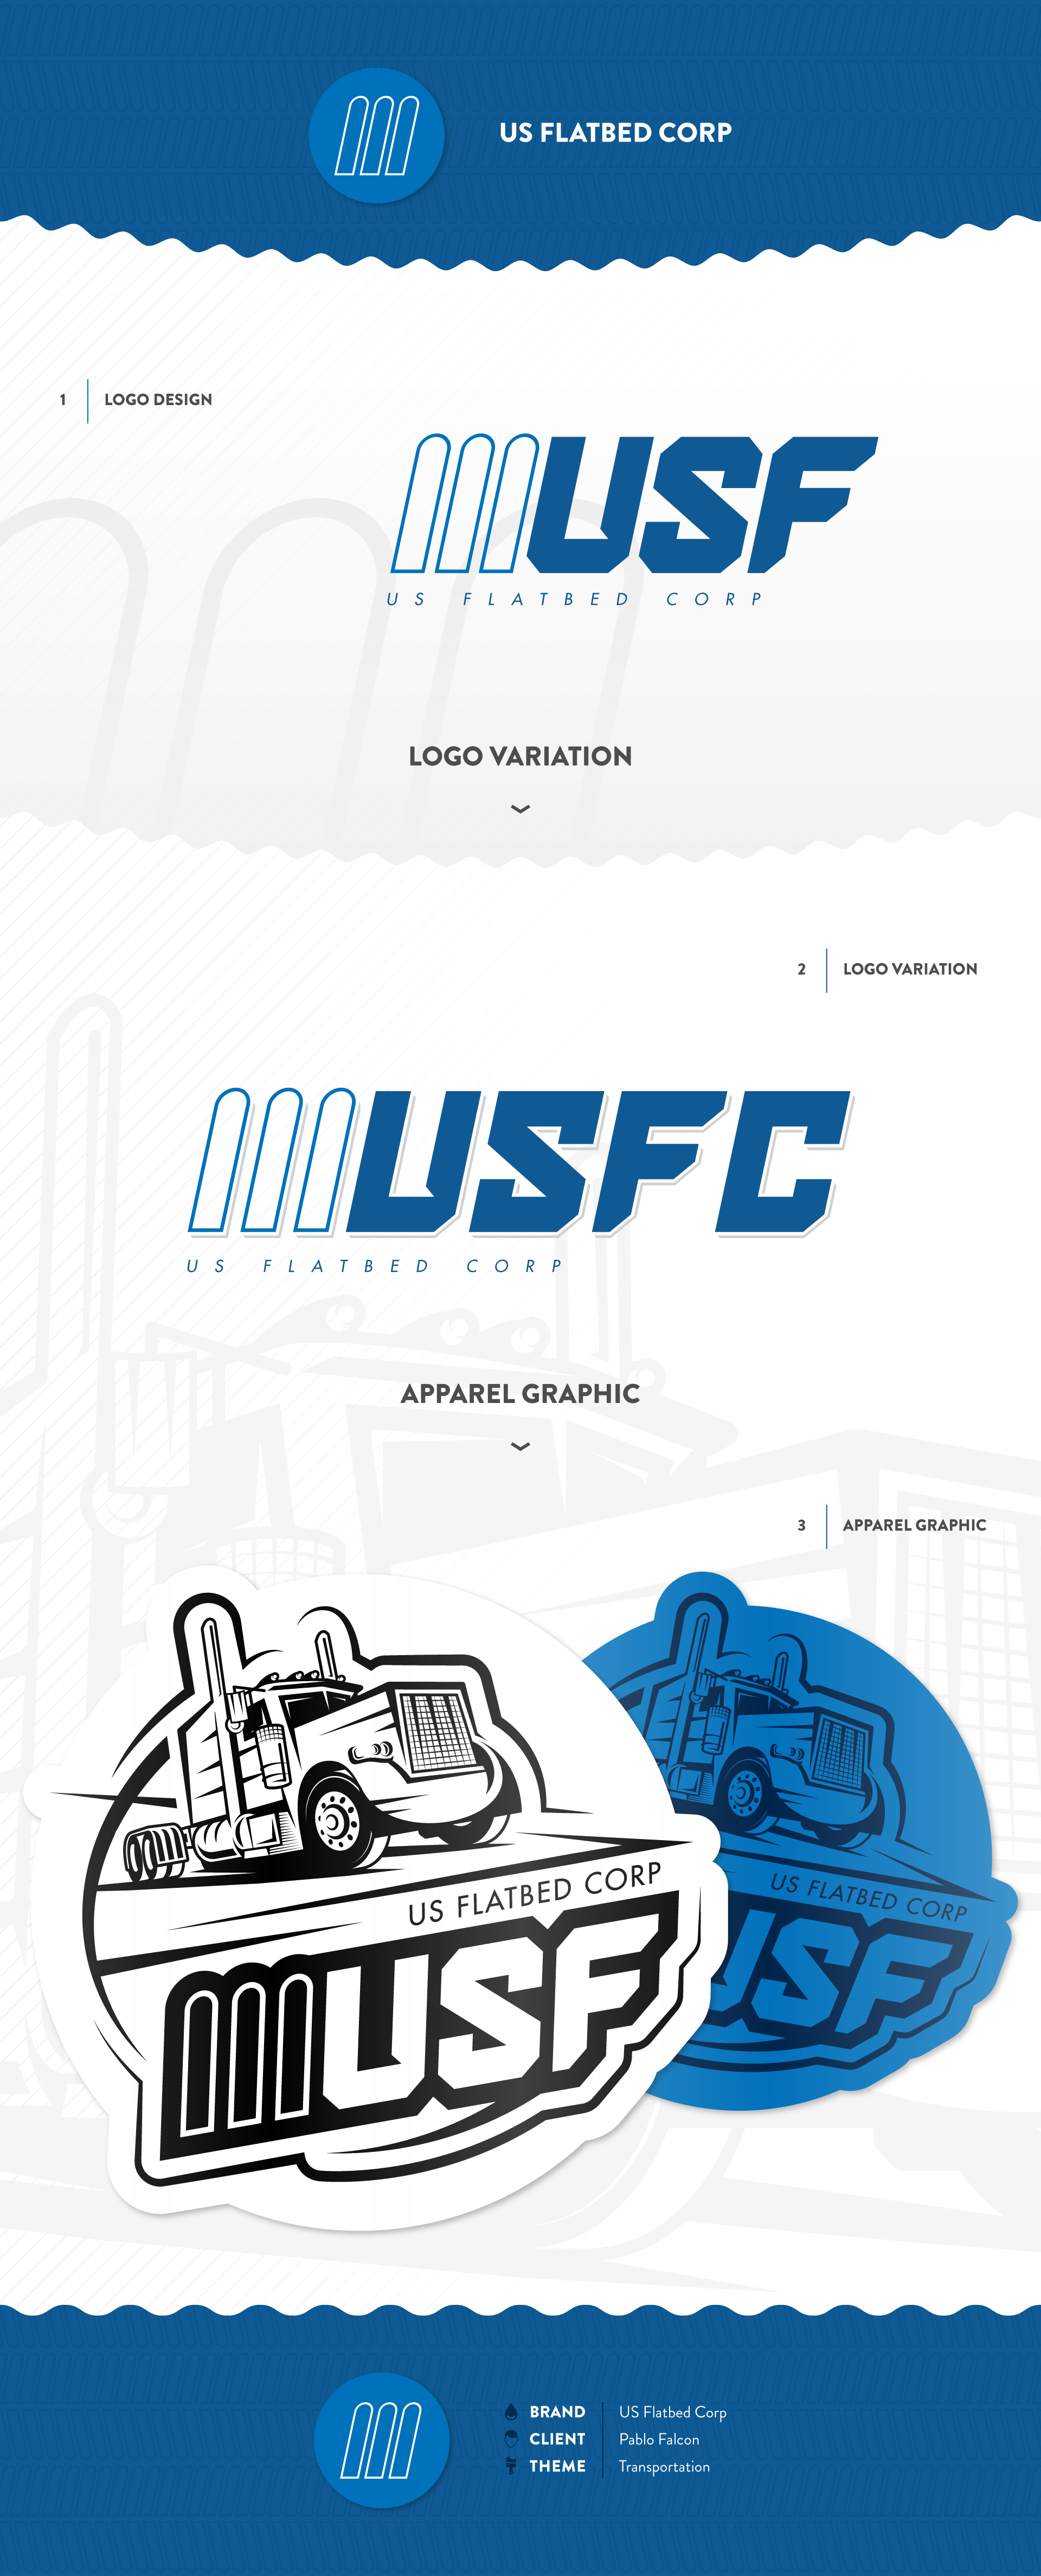 US FLATBED CORP
1 LOGO DESIGN
USF
US FLATBED CORP
LOGO VARIATION
2 LOGO VARIATION
USFC
US FLATBED CORP
APPAREL GRAPHIC
3 APPAREL GRAPHIC
US FLATBED CORP
USF
US FLATBED CORP
USF
BRAND US Flatbed Corp
CLIENT Pablo Falcon
THEME Transportation